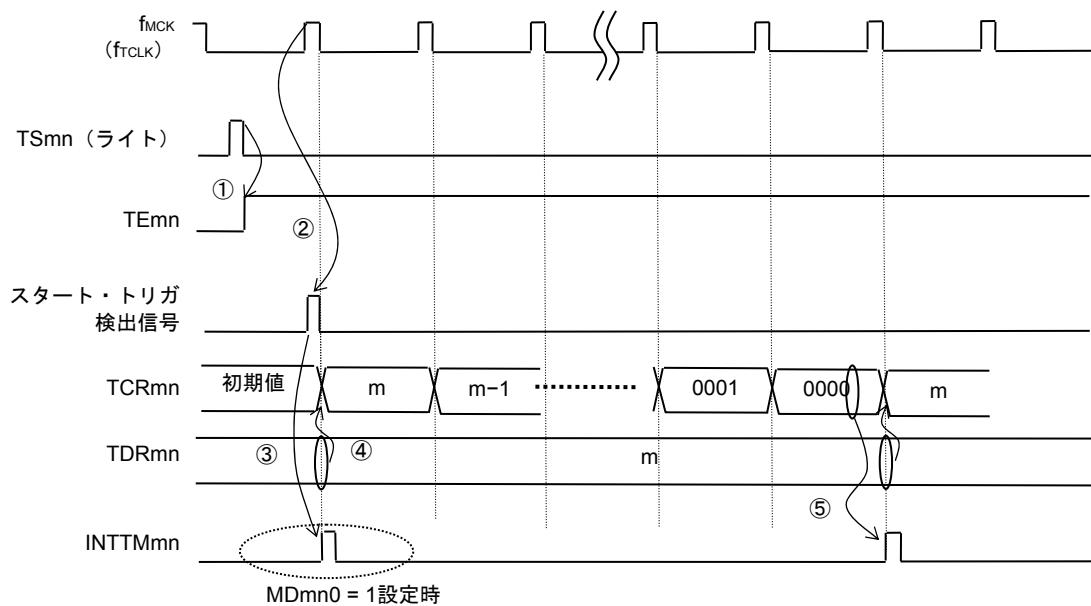 fMCK
(fTCLK)
TSmn（ライト）
①
TEmn
②
スタート・トリガ
検出信号
TCRmn
初期値
m
m−1
0001
0000
m
TDRmn
③
④
m
⑤
INTTMmn
MDmn0 = 1設定時